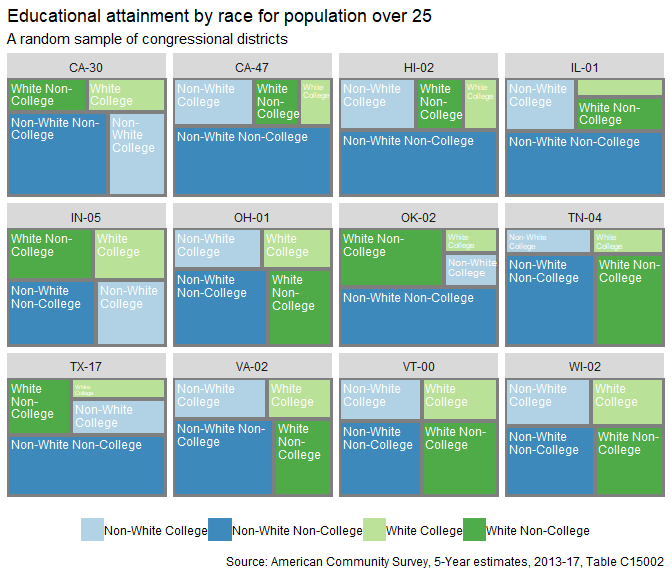 Educational attainment by race for population over 25
A random sample of congressional districts
CA-30
CA-47
HI-02
IL-01
White Non-
College
White
College
Non-White
College
White
Non-
College
White
College
Non-White
College
White
Non-
College
White
College
Non-White
College
White Non-
College
Non-White Non-
College
Non-
White
College
Non-White Non-College
Non-White Non-College
Non-White Non-College
IN-05
OH-01
OK-02
TN-04
White Non-
College
White
College
Non-White
College
White
College
White Non-
College
White
College
Non-White
College
Non-White
College
White
College
Non-White
Non-College
Non-White
College
Non-White
Non-College
White
Non-
College
Non-White Non-College
Non-White
Non-College
White Non-
College
TX-17
VA-02
VT-00
WI-02
White
Non-
College
White
College
Non-White
College
Non-White
College
White
College
Non-White
College
White
College
Non-White
College
White
College
Non-White Non-College
Non-White Non-
College
White
Non-
College
Non-White
Non-College
White Non-
College
Non-White
Non-College
White Non-
College
Non-White College Non-White Non-College White College White Non-College
Source: American Community Survey, 5-Year estimates, 2013-17, Table C15002